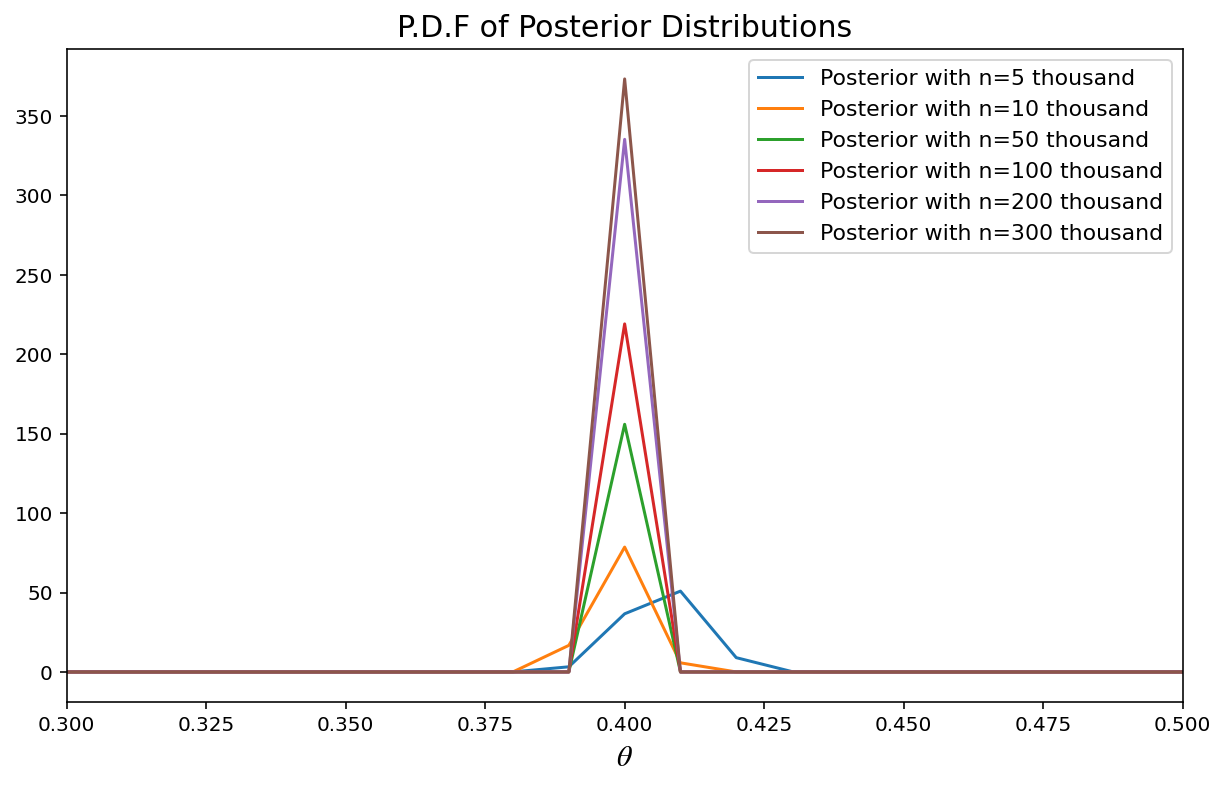 P.D.F of Posterior Distributions
Posterior with n=5 thousand
Posterior with n=10 thousand
Posterior with n=50 thousand
Posterior with n=100 thousand
Posterior with n=200 thousand
Posterior with n=300 thousand
350
300
250
200
150
100
50
0
0.300 0.325 0.350 0.375 0.400 0.425 0.450 0.475 0.500
θ